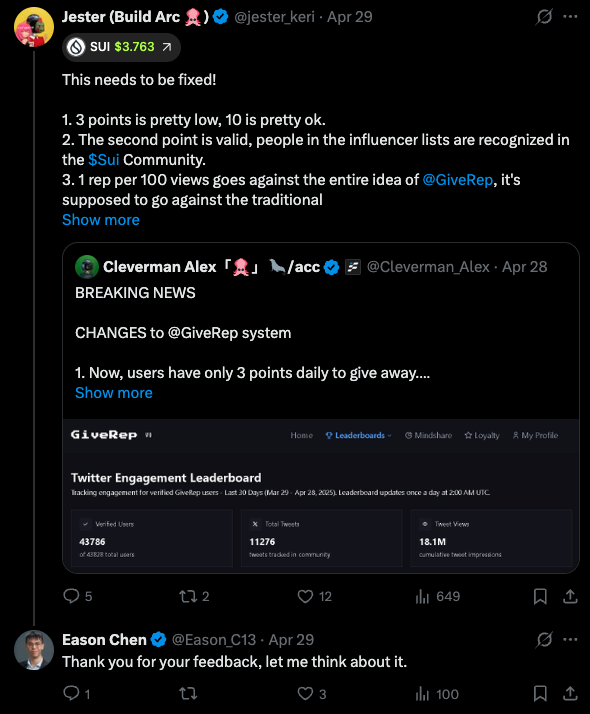 Jester (Build Arc ) @jester_keri · Apr 29
SUI $3.763
This needs to be fixed!
1. 3 points is pretty low, 10 is pretty ok.
2. The second point is valid, people in the influencer lists are recognized in
the $Sui Community.
3. 1 rep per 100 views goes against the entire idea of @GiveRep, it's
supposed to go against the traditional
Show more
Cleverman Alex「🦑」 /acc @Cleverman_Alex · Apr 28
BREAKING NEWS
CHANGES to @GiveRep system
1. Now, users have only 3 points daily to give away....
Show more
GiveRep
Home Leaderboards Mindshare Loyalty My Profile
Twitter Engagement Leaderboard
Tracking engagement for verified GiveRep users - Last 30 Days (Mar 29 - Apr 28, 2025). Leaderboard updates once a day at 2:00 AM UTC.
Verified Users Total Tweets Tweet Views
43786 11276 18.1M
tweets tracked in community cumulative tweet impressions
5 2 12 649
Eason Chen @Eason_C13 · Apr 29
Thank you for your feedback, let me think about it.
1 3 100